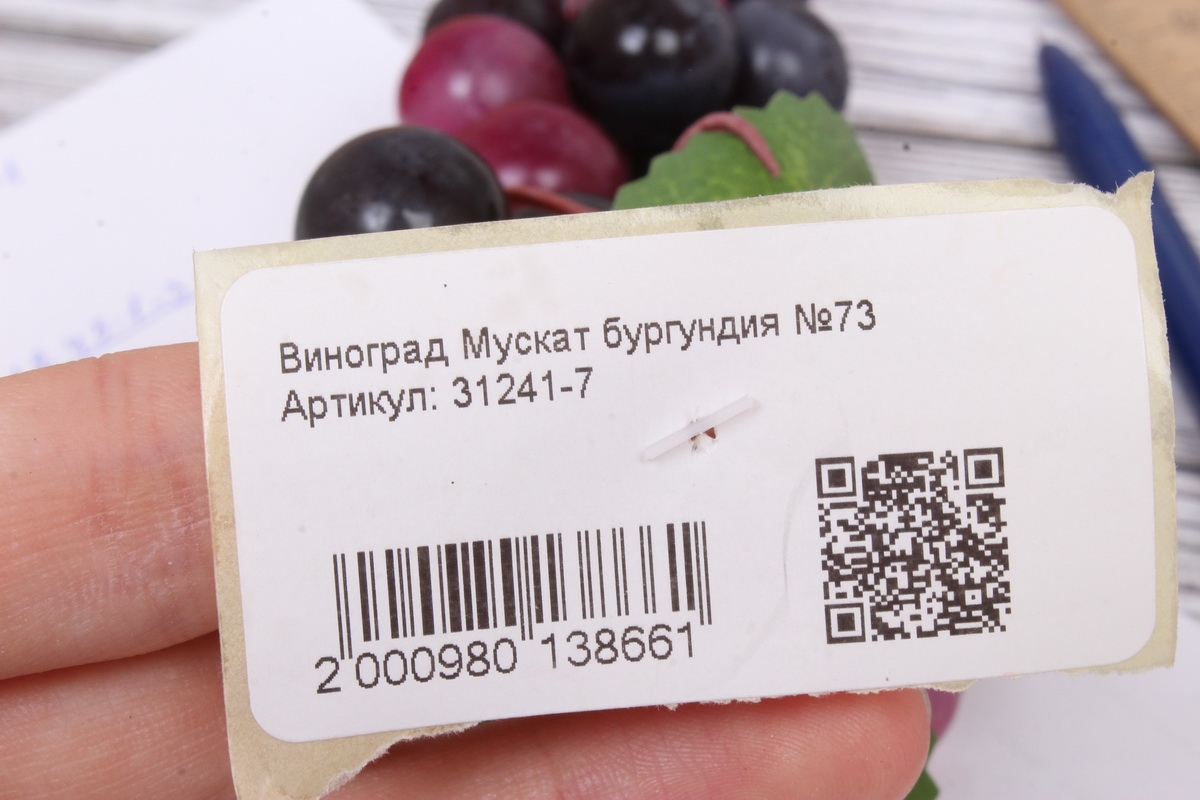 Виноград Мускат бургундия №73
Артикул: 31241-7
2 000980 138661